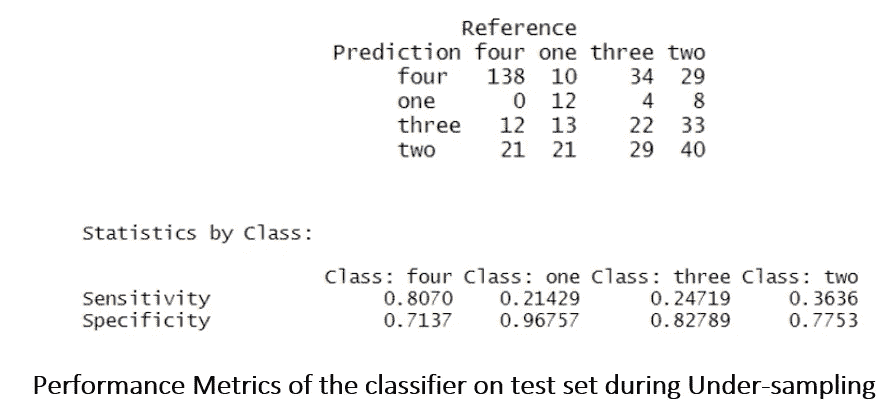 Reference
Prediction four one three two
four 138 10 34 29
one 0 12 4 8
three 12 13 22 33
two 21 21 29 40
Statistics by Class:
Class: four Class: one Class: three Class: two
Sensitivity 0.8070 0.21429 0.24719 0.3636
Specificity 0.7137 0.96757 0.82789 0.7753
Performance Metrics of the classifier on test set during Under-sampling